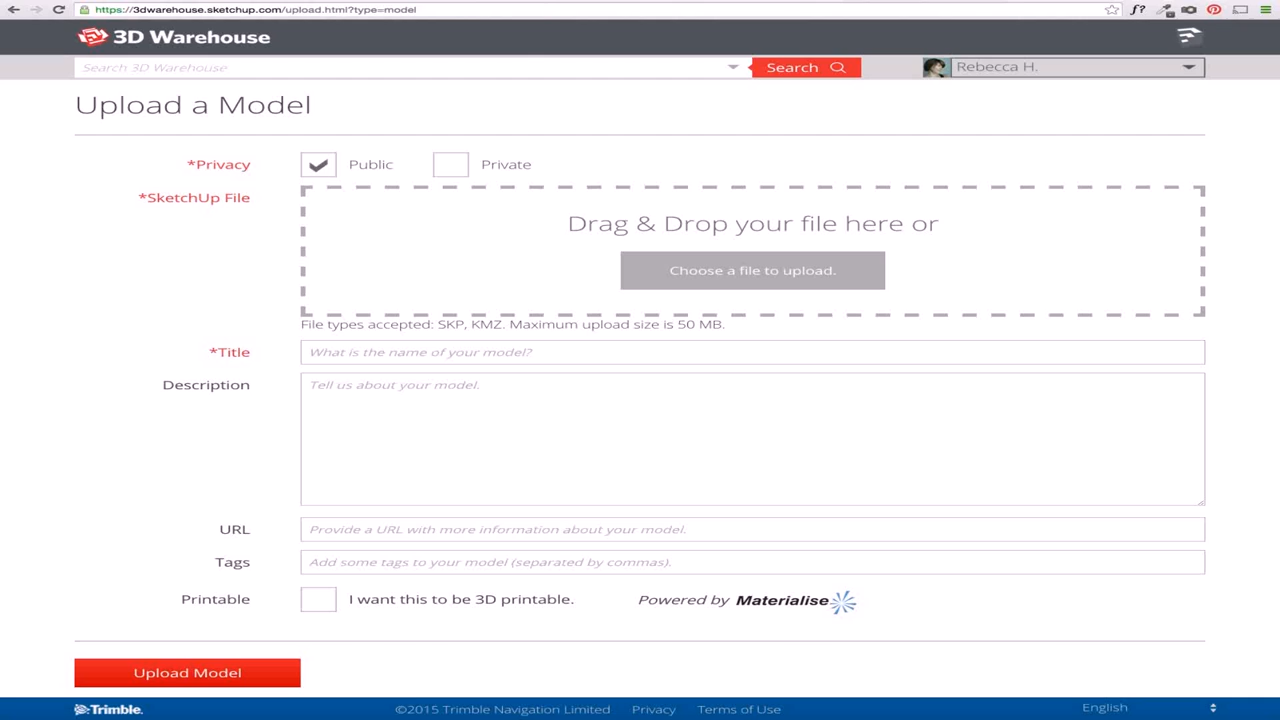 https://3dwarehouse.sketchup.com/upload.html?type=model
f?
3D Warehouse
Search 3D Warehouse
Search
Rebecca H.
Upload a Model
*Privacy
Public
Private
*SketchUp File
Drag & Drop your file here or
Choose a file to upload.
File types accepted: SKP, KMZ. Maximum upload size is 50 MB.
*Title
What is the name of your model?
Description
Tell us about your model.
URL
Provide a URL with more information about your model.
Tags
Add some tags to your model (separated by commas).
Printable
I want this to be 3D printable.
Powered by Materialise
Upload Model
Trimble.
©2015 Trimble Navigation Limited
Privacy
Terms of Use
English